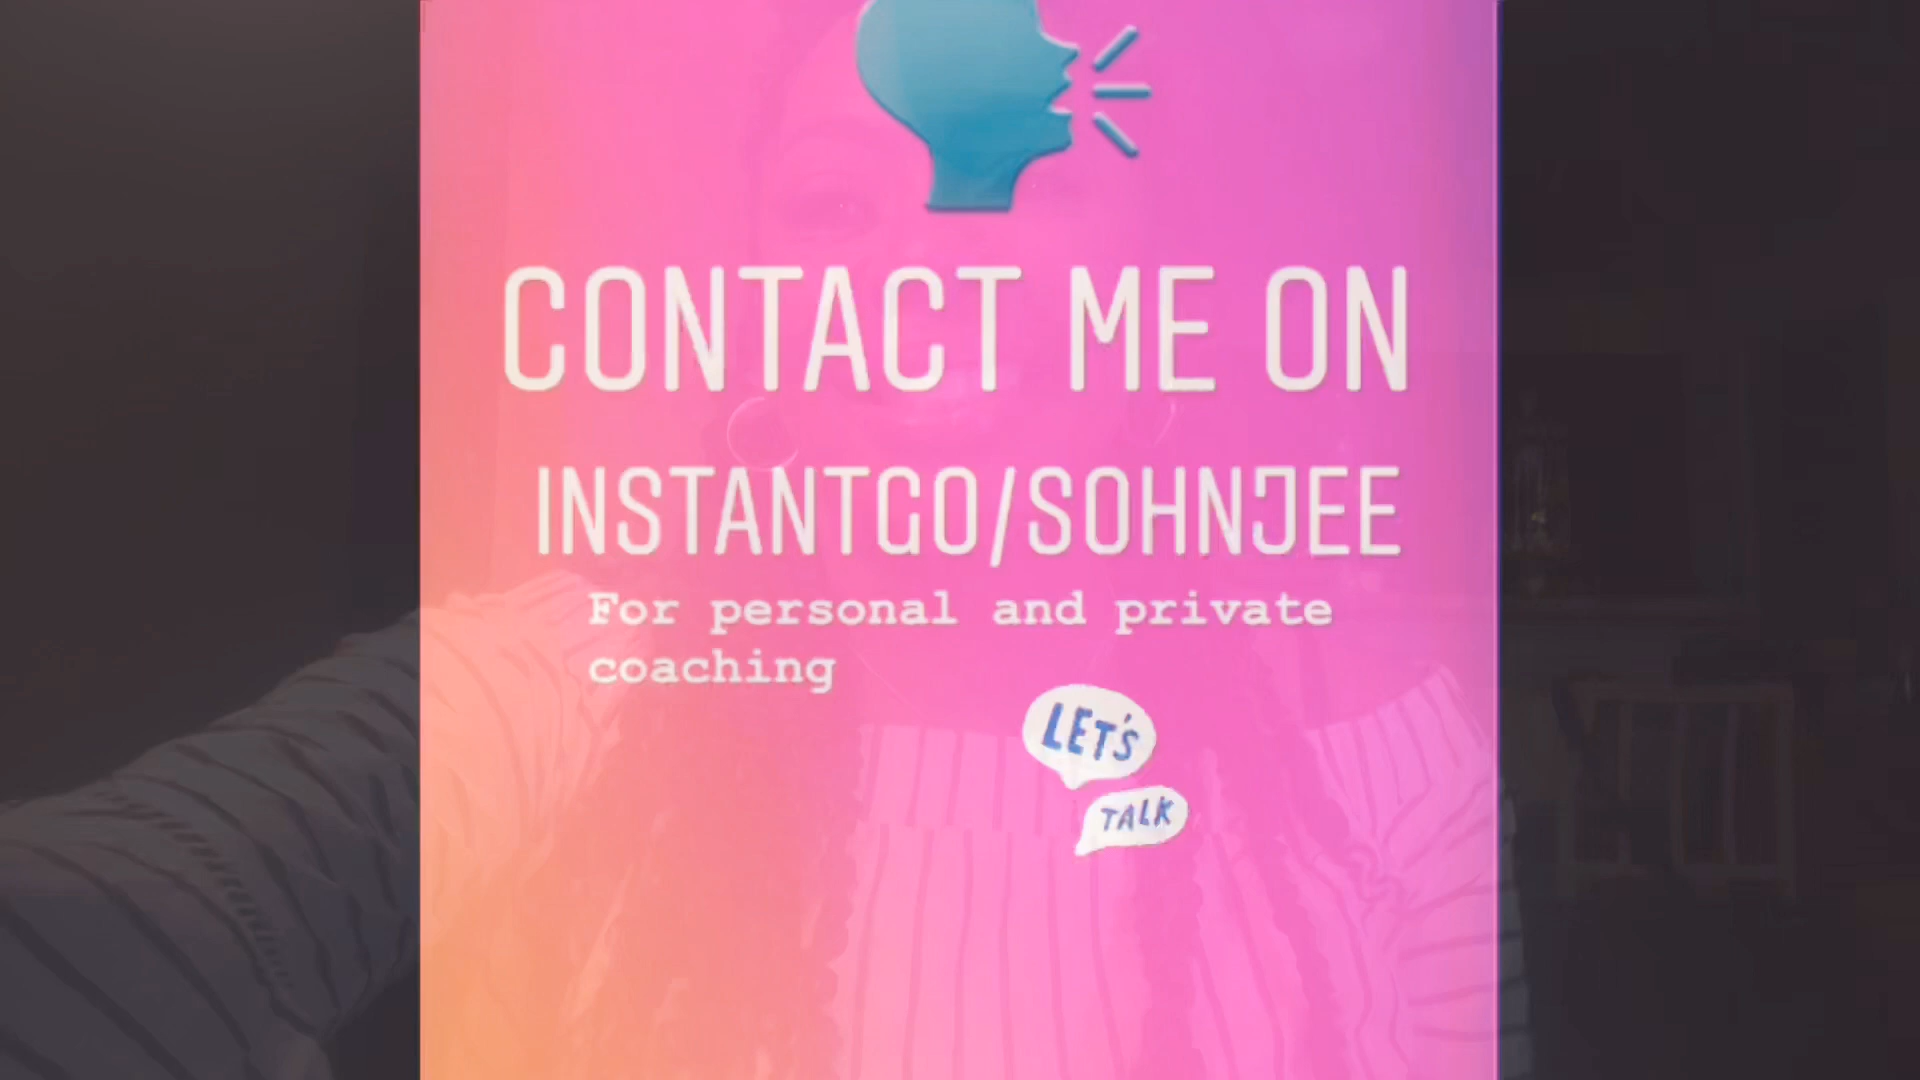 CONTACT ME ON
INSTANTGO/SOHNJEE
For personal and private
coaching
LET'S
TALK